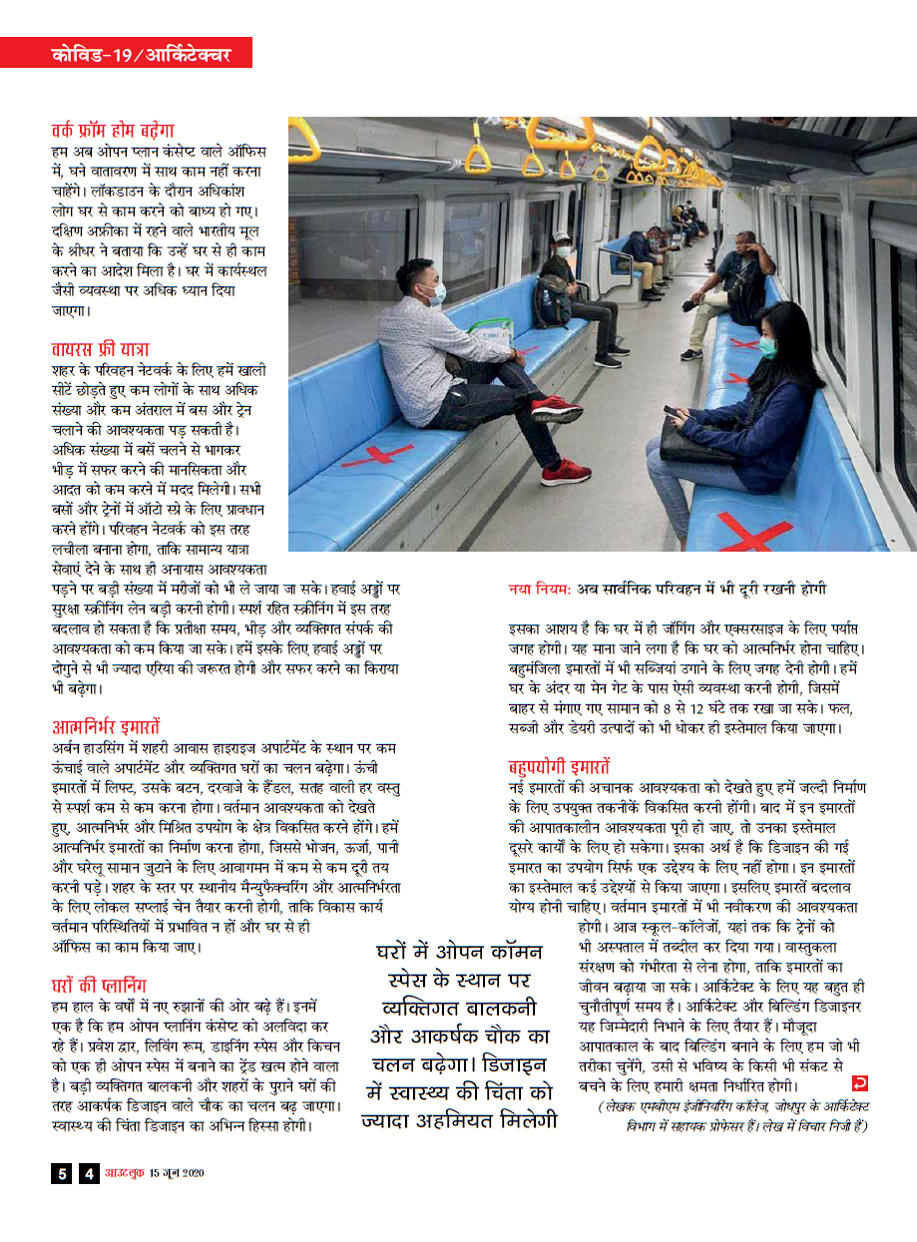 कोविड-19/आर्किटेक्चर
वर्क फ्रॉम होम बढ़ेगा
हम अब ओपन प्लान कंसेप्ट वाले ऑफिस
में, घने वातावरण में साथ काम नहीं करना
चाहेंगे। लॉकडाउन के दौरान अधिकांश
लोग घर से काम करने को बाध्य हो गए।
दक्षिण अफ्रीका में रहने वाले भारतीय मूल
के श्रीधर ने बताया कि उन्हें घर से ही काम
करने का आदेश मिला है। घर में कार्यस्थल
जैसी व्यवस्था पर अधिक ध्यान दिया
जाएगा।
वायरस फ्री यात्रा
शहर के परिवहन नेटवर्क के लिए हमें खाली
सीटें छोड़ते हुए कम लोगों के साथ अधिक
संख्या और कम अंतराल में बस और ट्रेन
चलाने की आवश्यकता पड़ सकती है।
अधिक संख्या में बसें चलने से भागकर
भीड़ में सफर करने की मानसिकता और
आदत को कम करने में मदद मिलेगी। सभी
बसों और ट्रेनों में ऑटो स्प्रे के लिए प्रावधान
करने होंगे। परिवहन नेटवर्क को इस तरह
लचीला बनाना होगा, ताकि सामान्य यात्रा
सेवाएं देने के साथ ही अनायास आवश्यकता
पड़ने पर बड़ी संख्या में मरीजों को भी ले जाया जा सके। हवाई अड्डों पर
सुरक्षा स्क्रीनिंग लेन बड़ी करनी होगी। स्पर्श रहित स्क्रीनिंग में इस तरह
बदलाव हो सकता है कि प्रतीक्षा समय, भीड़ और व्यक्तिगत संपर्क की
आवश्यकता को कम किया जा सके। हमें इसके लिए हवाई अड्डों पर
दोगुने से भी ज्यादा एरिया की जरूरत होगी और सफर करने का किराया
भी बढ़ेगा।
आत्मनिर्भर इमारतें
अर्बन हाउसिंग में शहरी आवास हाइराइज अपार्टमेंट के स्थान पर कम
ऊंचाई वाले अपार्टमेंट और व्यक्तिगत घरों का चलन बढ़ेगा। ऊंची
इमारतों में लिफ्ट, उसके बटन, दरवाजे के हैंडल, सतह वाली हर वस्तु
से स्पर्श कम से कम करना होगा। वर्तमान आवश्यकता को देखते
हुए, आत्मनिर्भर और मिश्रित उपयोग के क्षेत्र विकसित करने होंगे। हमें
आत्मनिर्भर इमारतों का निर्माण करना होगा, जिससे भोजन, ऊर्जा, पानी
और घरेलू सामान जुटाने के लिए आवागमन में कम से कम दूरी तय
करनी पड़े। शहर के स्तर पर स्थानीय मैन्युफैक्चरिंग और आत्मनिर्भरता
के लिए लोकल सप्लाई चेन तैयार करनी होगी, ताकि विकास कार्य
वर्तमान परिस्थितियों में प्रभावित न हों और घर से ही
ऑफिस का काम किया जाए।
घरों की प्लानिंग
हम हाल के वर्षों में नए रुझानों की ओर बढ़े हैं। इनमें
एक है कि हम ओपन प्लानिंग कंसेप्ट को अलविदा कर
रहे हैं। प्रवेश द्वार, लिविंग रूम, डाइनिंग स्पेस और किचन
को एक ही ओपन स्पेस में बनाने का ट्रेंड खत्म होने वाला
है। बड़ी व्यक्तिगत बालकनी और शहरों के पुराने घरों की
तरह आकर्षक डिजाइन वाले चौक का चलन बढ़ जाएगा।
स्वास्थ्य की चिंता डिजाइन का अभिन्न हिस्सा होगी।
घरों में ओपन कॉमन
स्पेस के स्थान पर
व्यक्तिगत बालकनी
और आकर्षक चौक का
चलन बढ़ेगा। डिजाइन
में स्वास्थ्य की चिंता को
ज्यादा अहमियत मिलेगी
नया नियम: अब सार्वनिक परिवहन में भी दूरी रखनी होगी
इसका आशय है कि घर में ही जॉगिंग और एक्सरसाइज के लिए पर्याप्त
जगह होगी। यह माना जाने लगा है कि घर को आत्मनिर्भर होना चाहिए।
बहुमंजिला इमारतों में भी सब्जियां उगाने के लिए जगह देनी होगी। हमें
घर के अंदर या मेन गेट के पास ऐसी व्यवस्था करनी होगी, जिसमें
बाहर से मंगाए गए सामान को 8 से 12 घंटे तक रखा जा सके। फल,
सब्जी और डेयरी उत्पादों को भी धोकर ही इस्तेमाल किया जाएगा।
बहुपयोगी इमारतें
नई इमारतों की अचानक आवश्यकता को देखते हुए हमें जल्दी निर्माण
के लिए उपयुक्त तकनीकें विकसित करनी होंगी। बाद में इन इमारतों
की आपातकालीन आवश्यकता पूरी हो जाए, तो उनका इस्तेमाल
दूसरे कार्यों के लिए हो सकेगा। इसका अर्थ है कि डिजाइन की गई
इमारत का उपयोग सिर्फ एक उद्देश्य के लिए नहीं होगा। इन इमारतों
का इस्तेमाल कई उद्देश्यों से किया जाएगा। इसलिए इमारतें बदलाव
योग्य होनी चाहिए। वर्तमान इमारतों में भी नवीकरण की आवश्यकता
होगी। आज स्कूल-कॉलेजों, यहां तक कि ट्रेनों को
भी अस्पताल में तब्दील कर दिया गया। वास्तुकला
संरक्षण को गंभीरता से लेना होगा, ताकि इमारतों का
जीवन बढ़ाया जा सके। आर्किटेक्ट के लिए यह बहुत ही
चुनौतीपूर्ण समय है। आर्किटेक्ट और बिल्डिंग डिजाइनर
यह जिम्मेदारी निभाने के लिए तैयार हैं। मौजूदा
आपातकाल के बाद बिल्डिंग बनाने के लिए हम जो भी
तरीका चुनेंगे, उसी से भविष्य के किसी भी संकट से
बचने के लिए हमारी क्षमता निर्धारित होगी।
(लेखक एमबीएम इंजीनियरिंग कॉलेज, जोधपुर के आर्किटेक्ट
विभाग में सहायक प्रोफेसर हैं। लेख में विचार निजी हैं)
5 4 आउटलुक 15 जून 2020